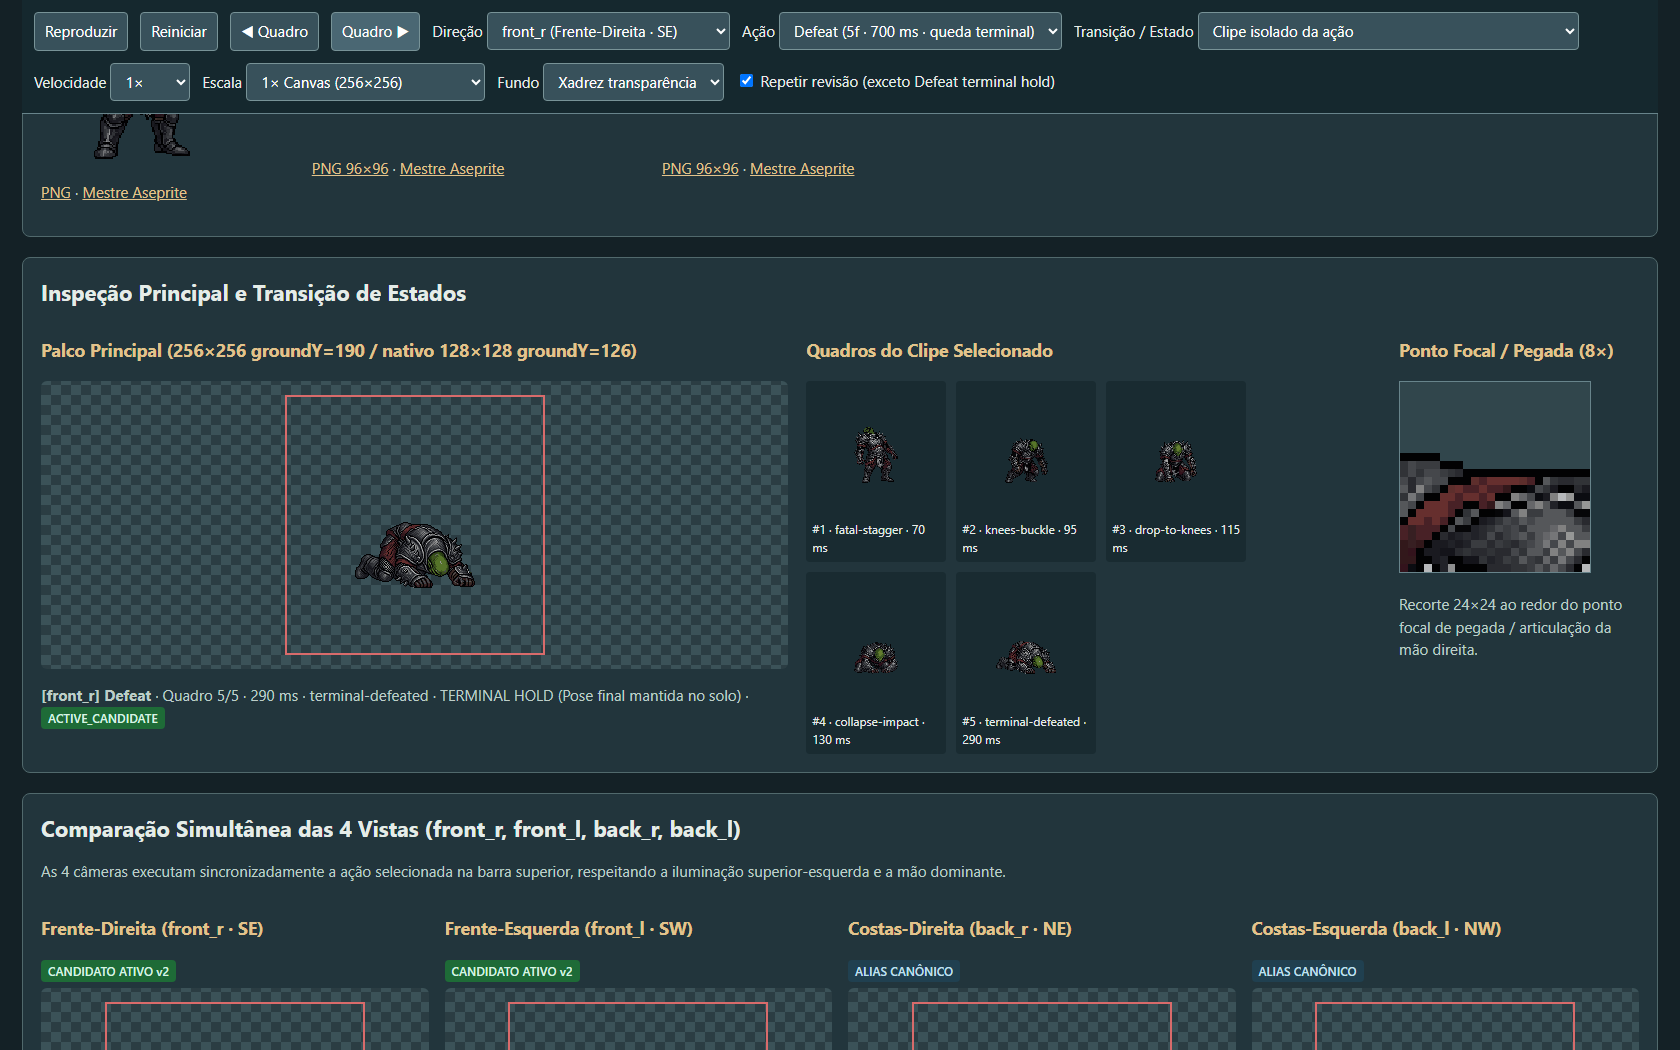 Reproduzir Reiniciar ◀ Quadro Quadro ▶ Direção front_r (Frente-Direita · SE) Ação Defeat (5f · 700 ms · queda terminal) Transição / Estado Clipe isolado da ação
Velocidade 1× Escala 1× Canvas (256×256) Fundo Xadrez transparência Repetir revisão (exceto Defeat terminal hold)
PNG 96×96 · Mestre Aseprite PNG 96×96 · Mestre Aseprite
PNG · Mestre Aseprite
Inspeção Principal e Transição de Estados
Palco Principal (256×256 groundY=190 / nativo 128×128 groundY=126)
[front_r] Defeat · Quadro 5/5 · 290 ms · terminal-defeated · TERMINAL HOLD (Pose final mantida no solo) ·
ACTIVE_CANDIDATE
Quadros do Clipe Selecionado
#1 · fatal-stagger · 70
ms
#2 · knees-buckle · 95
ms
#3 · drop-to-knees · 115
ms
#4 · collapse-impact ·
130 ms
#5 · terminal-defeated ·
290 ms
Ponto Focal / Pegada (8×)
Recorte 24×24 ao redor do ponto
focal de pegada / articulação da
mão direita.
Comparação Simultânea das 4 Vistas (front_r, front_l, back_r, back_l)
As 4 câmeras executam sincronizadamente a ação selecionada na barra superior, respeitando a iluminação superior-esquerda e a mão dominante.
Frente-Direita (front_r · SE)
CANDIDATO ATIVO v2
Frente-Esquerda (front_l · SW)
CANDIDATO ATIVO v2
Costas-Direita (back_r · NE)
ALIAS CANÔNICO
Costas-Esquerda (back_l · NW)
ALIAS CANÔNICO